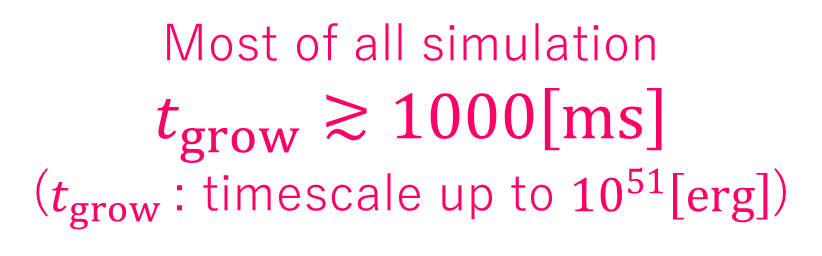 Most of all simulation
t_grow ≳ 1000[ms]
(t_grow : timescale up to 10^51[erg])